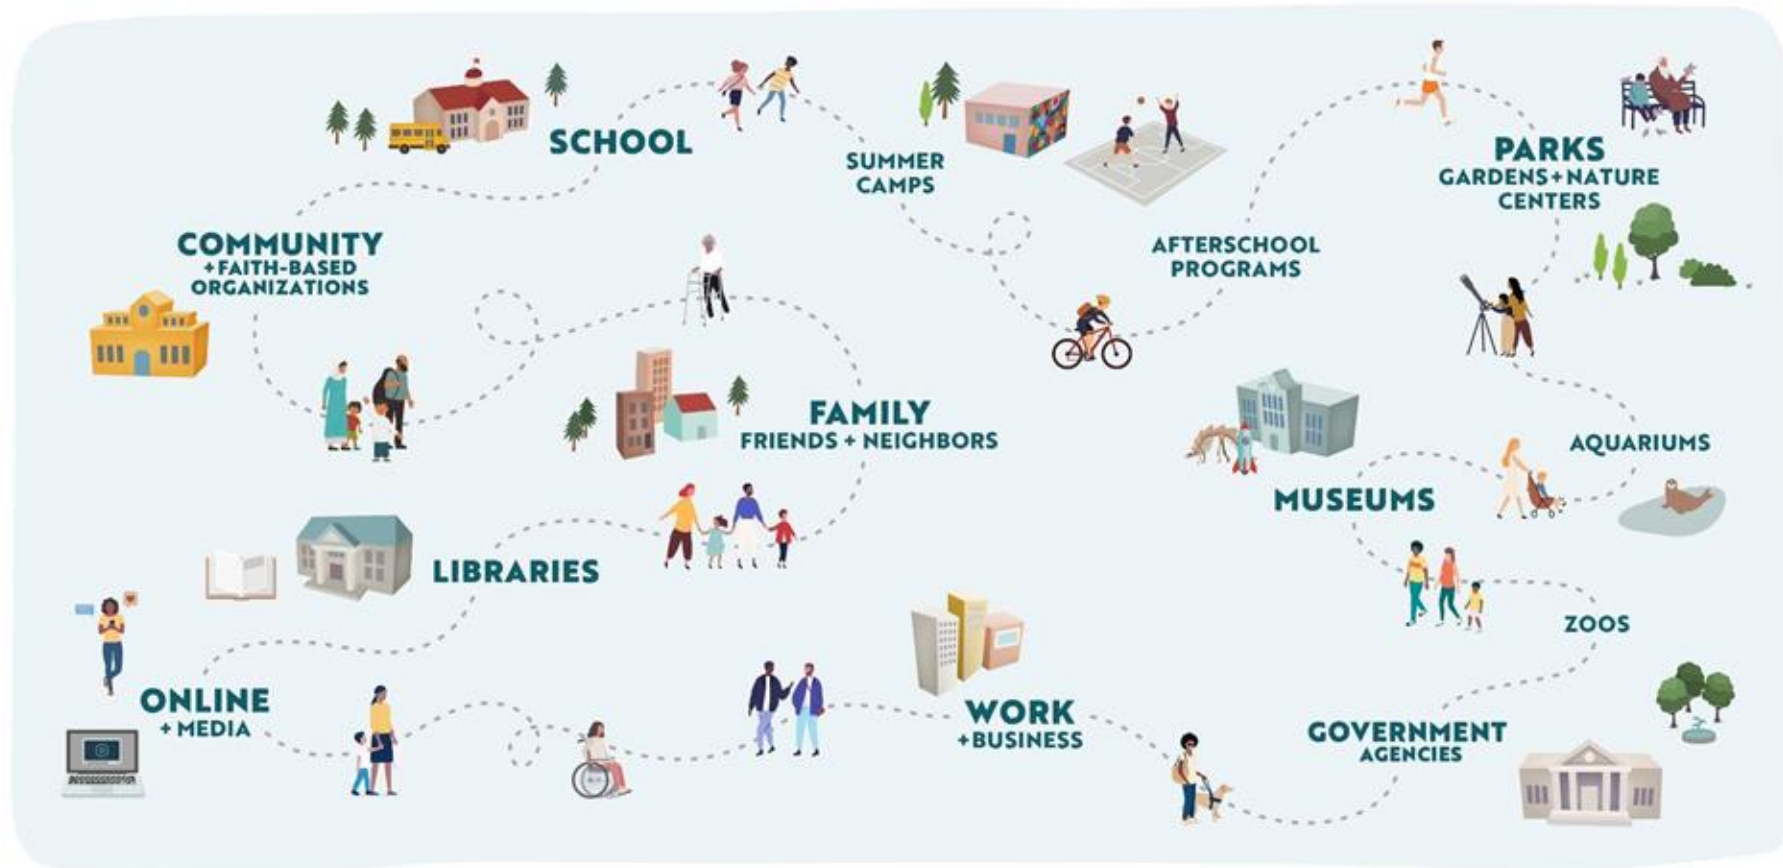 SCHOOL
SUMMER
CAMPS
PARKS
GARDENS+NATURE
CENTERS
COMMUNITY
+FAITH-BASED
ORGANIZATIONS
AFTERSCHOOL
PROGRAMS
FAMILY
FRIENDS + NEIGHBORS
AQUARIUMS
MUSEUMS
LIBRARIES
ZOOS
ONLINE
+ MEDIA
WORK
+BUSINESS
GOVERNMENT
AGENCIES